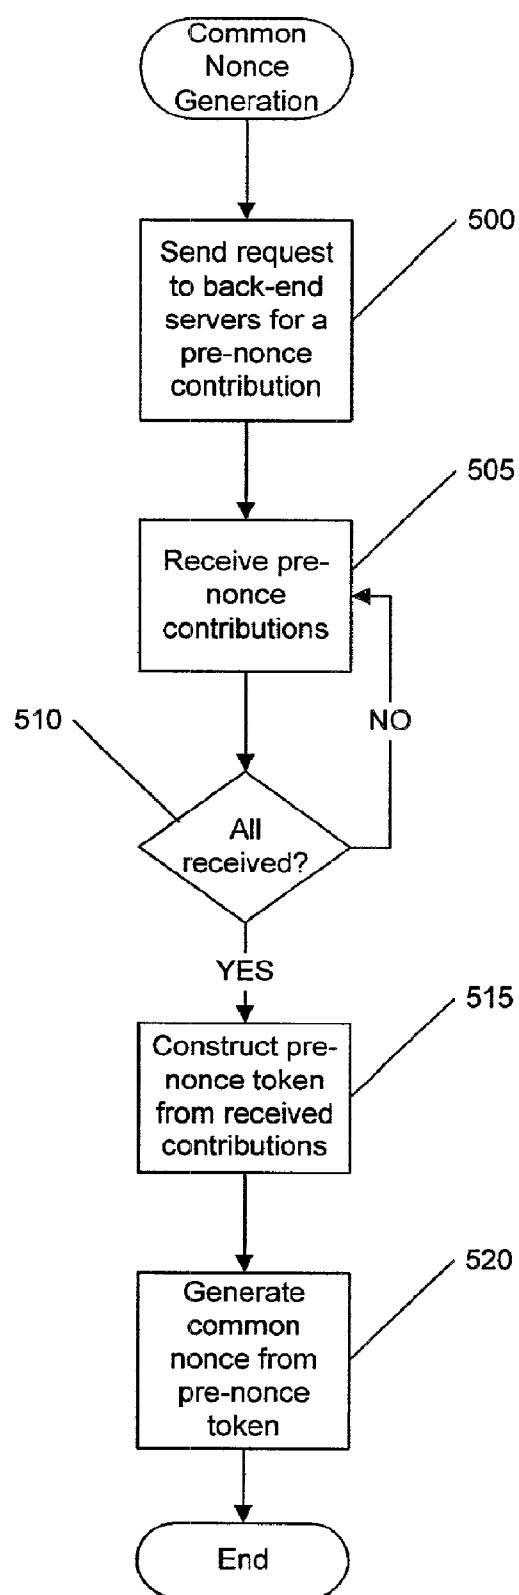 Common
Nonce
Generation
500
Send request
to back-end
servers for a
pre-nonce
contribution
505
Receive pre-
nonce
contributions
510
NO
All
received?
YES
515
Construct pre-
nonce token
from received
contributions
520
Generate
common
nonce from
pre-nonce
token
End